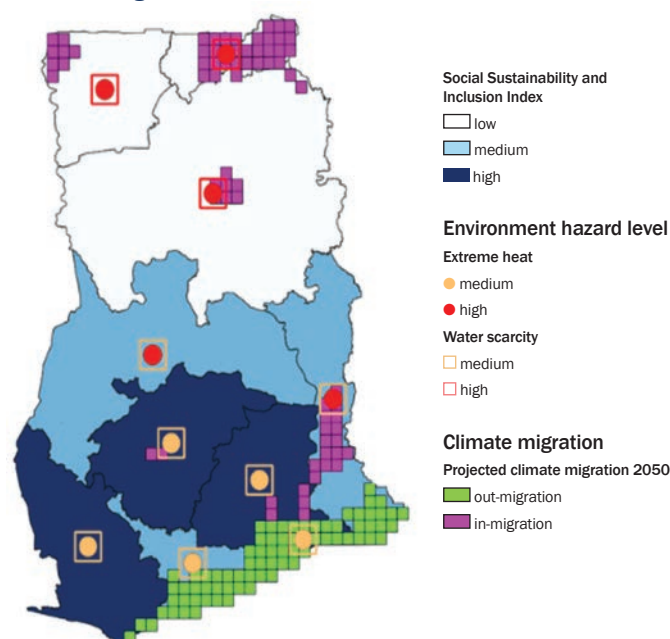 Social Sustainability and
Inclusion Index
low
medium
high
Environment hazard level
Extreme heat
medium
high
Water scarcity
medium
high
Climate migration
Projected climate migration 2050
out-migration
in-migration